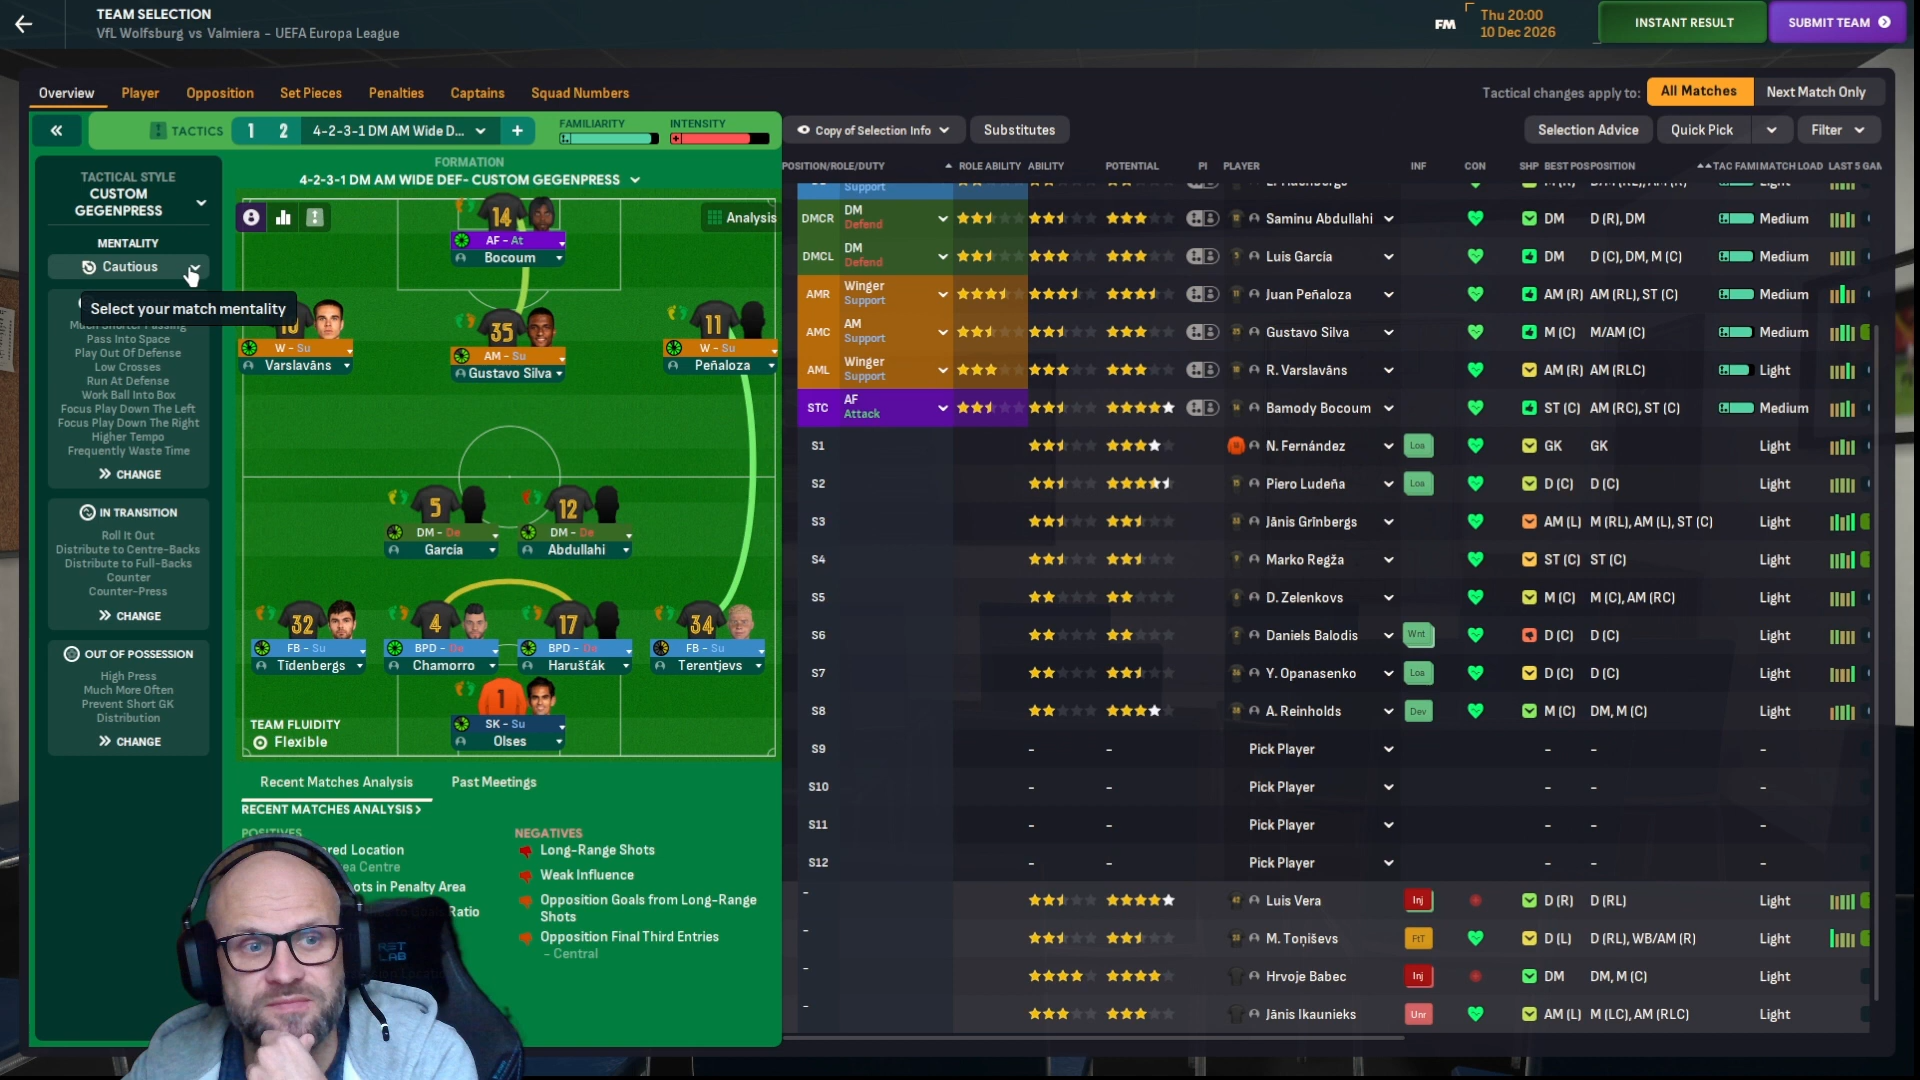 TEAM SELECTION
VfL Wolfsburg vs Valmiera - UEFA Europa League
FM
Thu 20:00
10 Dec 2026
INSTANT RESULT
SUBMIT TEAM
Overview
Player
Opposition
Set Pieces
Penalties
Captains
Squad Numbers
Tactical changes apply to:
All Matches
Next Match Only
TACTICS
1
2
4-2-3-1 DM AM Wide D...
FAMILIARITY
INTENSITY
Copy of Selection Info
Substitutes
Selection Advice
Quick Pick
Filter
TACTICAL STYLE
CUSTOM
GEGENPRESS
MENTALITY
Cautious
Select your match mentality
Pass Into Space
Play Out Of Defense
Low Crosses
Run At Defense
Work Ball Into Box
Focus Play Down The Left
Focus Play Down The Right
Higher Tempo
Frequently Waste Time
CHANGE
IN TRANSITION
Roll It Out
Distribute to Centre-Backs
Distribute to Full-Backs
Counter
Counter-Press
CHANGE
OUT OF POSSESSION
High Press
Much More Often
Prevent Short GK
Distribution
CHANGE
FORMATION
4-2-3-1 DM AM WIDE DEF- CUSTOM GEGENPRESS
Analysis
14
AF - At
Bocoum
W - Su
Varslavāns
35
AM - Su
Gustavo Silva
11
W - Su
Peñaloza
5
DM - De
García
12
DM - De
Abdullahi
32
FB - Su
Tīdenbergs
4
BPD - De
Chamorro
17
BPD - De
Haruštják
34
FB - Su
Terentjevs
1
SK - Su
Olses
TEAM FLUIDITY
Flexible
Recent Matches Analysis
Past Meetings
RECENT MATCHES ANALYSIS >
POSITIVES
red Location
ea Centre
ots in Penalty Area
Ratio
NEGATIVES
Long-Range Shots
Weak Influence
Opposition Goals from Long-Range
Shots
Opposition Final Third Entries
- Central
POSITION/ROLE/DUTY ROLE ABILITY ABILITY POTENTIAL PI PLAYER INF CON SHP BEST POS POSITION TAC FAMI MATCH LOAD LAST 5 GAM
Support
DMCR DM Defend Saminu Abdullahi DM D (R), DM Medium
DMCL DM Defend Luis García DM D (C), DM, M (C) Medium
AMR Winger Support Juan Peñaloza AM (R) AM (RL), ST (C) Medium
AMC AM Support Gustavo Silva M (C) M/AM (C) Medium
AML Winger Support R. Varslavāns AM (R) AM (RLC) Light
STC AF Attack Bamody Bocoum ST (C) AM (RC), ST (C) Medium
S1 N. Fernández Loa GK GK Light
S2 Piero Ludeña Loa D (C) D (C) Light
S3 Jānis Grīnbergs AM (L) M (RL), AM (L), ST (C) Light
S4 Marko Regža ST (C) ST (C) Light
S5 D. Zelenkovs M (C) M (C), AM (RC) Light
S6 Daniels Balodis Wnt D (C) D (C) Light
S7 Y. Opanasenko Loa D (C) D (C) Light
S8 A. Reinholds Dev M (C) DM, M (C) Light
S9 - - Pick Player - - -
S10 - - Pick Player - - -
S11 - - Pick Player - - -
S12 - - Pick Player - - -
- Luis Vera Inj D (R) D (RL) Light
- M. Toņiševs FtT D (L) D (RL), WB/AM (R) Light
- Hrvoje Babec Inj DM DM, M (C) Light
- Jānis Ikaunieks Unr AM (L) M (LC), AM (RLC) Light